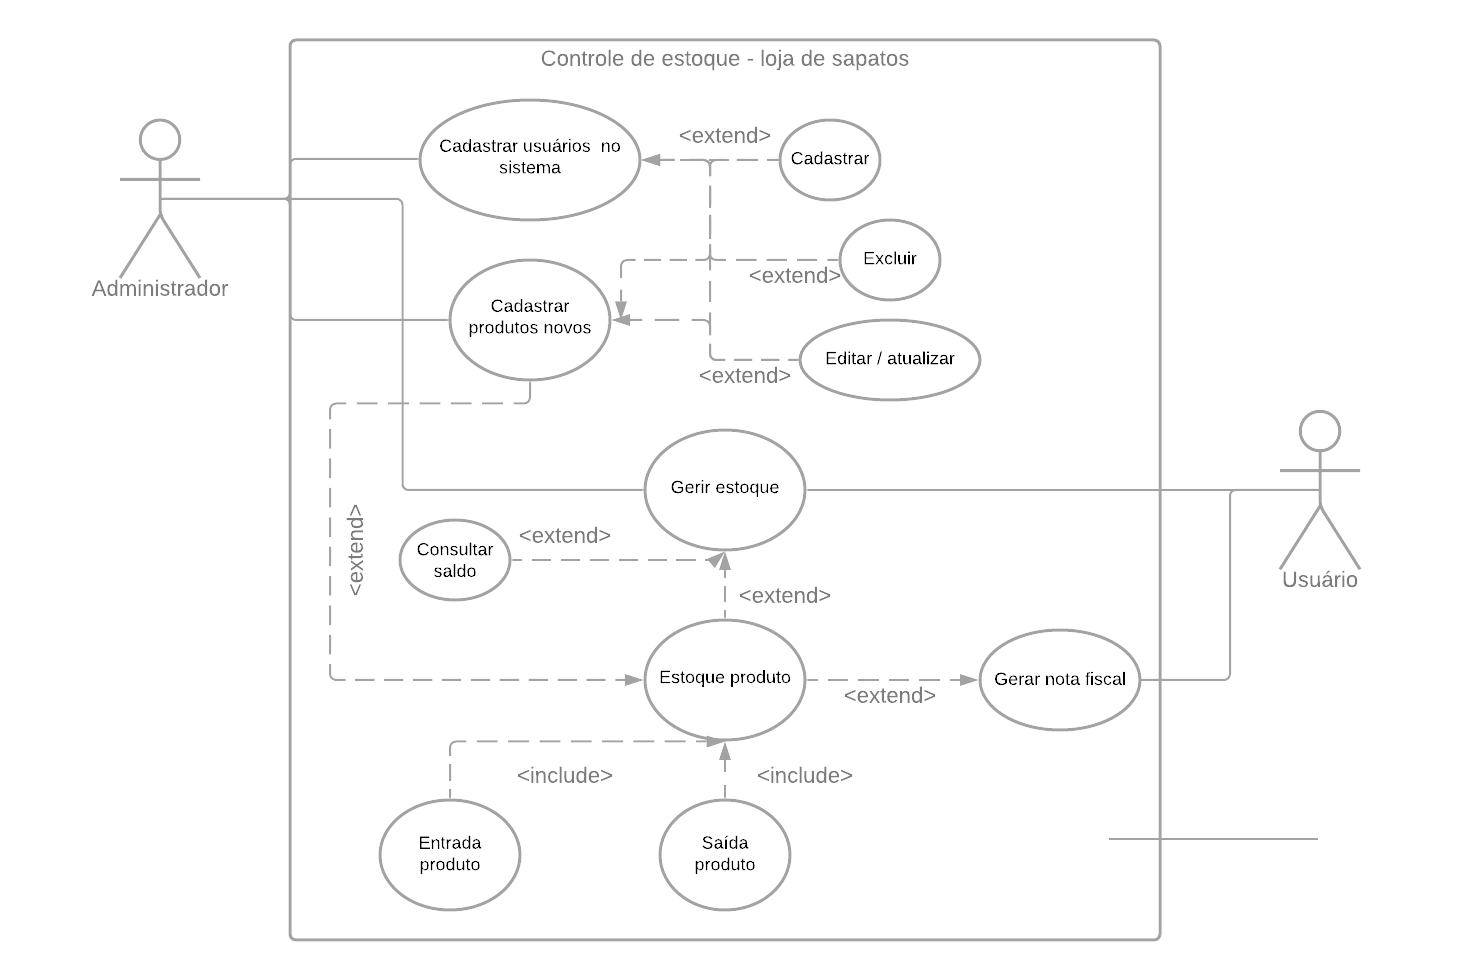 Controle de estoque - loja de sapatos
Cadastrar usuários no
sistema
<extend>
Cadastrar
Excluir
<extend>
Administrador
Cadastrar
produtos novos
Editar / atualizar
<extend>
Gerir estoque
<extend>
Consultar
saldo
<extend>
<extend>
Usuário
Estoque produto
<extend>
Gerar nota fiscal
<include>
<include>
Entrada
produto
Saída
produto